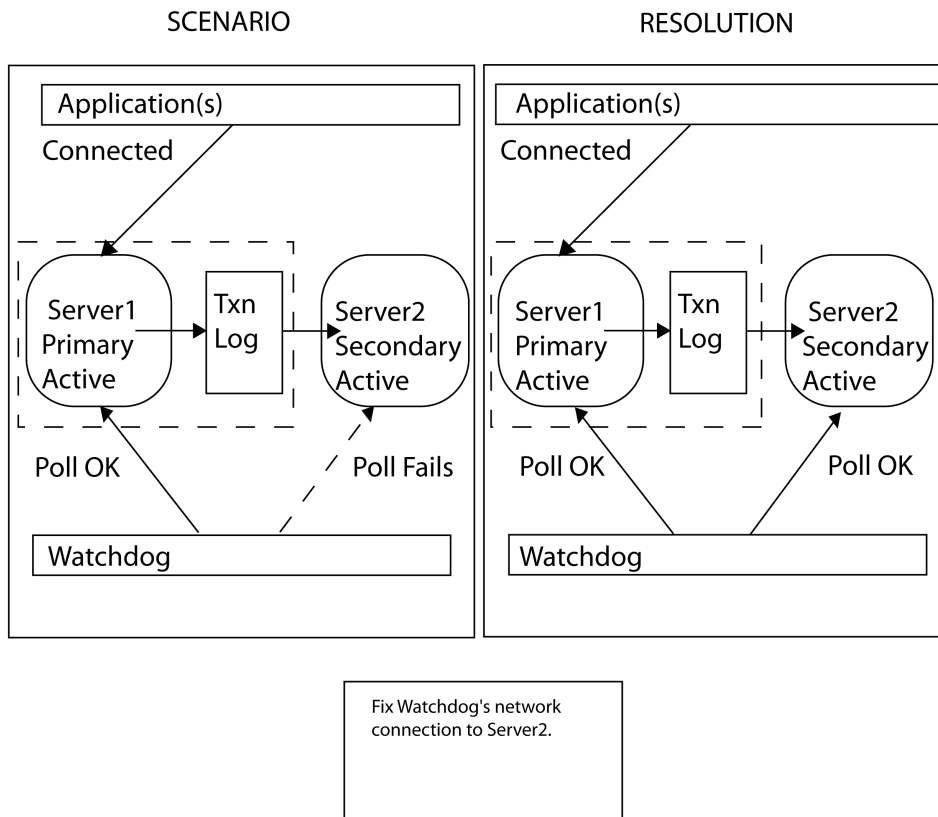 SCENARIO
Application(s)
Connected
Server1
Primary
Active
Txn
Log
Server2
Secondary
Active
Poll OK
Poll Fails
Watchdog
RESOLUTION
Application(s)
Connected
Server1
Primary
Active
Txn
Log
Server2
Secondary
Active
Poll OK
Poll OK
Watchdog
Fix Watchdog's network
connection to Server2.